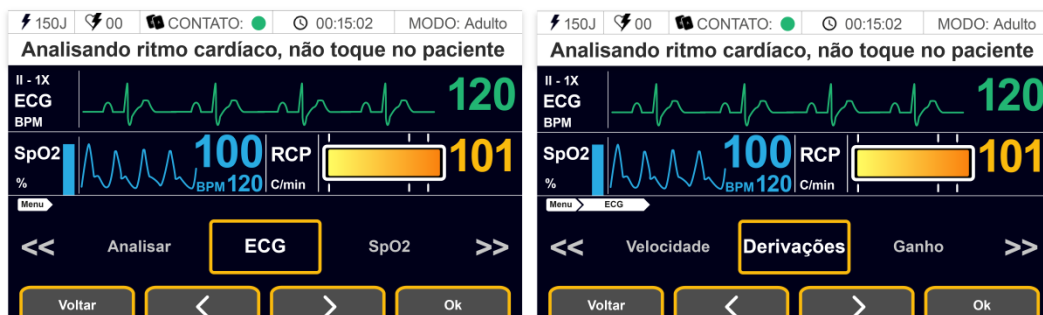 150J 00 CONTATO: 00:15:02 MODO: Adulto
Analisando ritmo cardíaco, não toque no paciente
II - 1X
ECG
BPM
120
SpO2
%
100
BPM 120
RCP
C/min
101
Menu
<< Analisar ECG SpO2 >>
Voltar < > Ok
150J 00 CONTATO: 00:15:02 MODO: Adulto
Analisando ritmo cardíaco, não toque no paciente
II - 1X
ECG
BPM
120
SpO2
%
100
BPM 120
RCP
C/min
101
Menu ECG
<< Velocidade Derivações Ganho >>
Voltar < > Ok